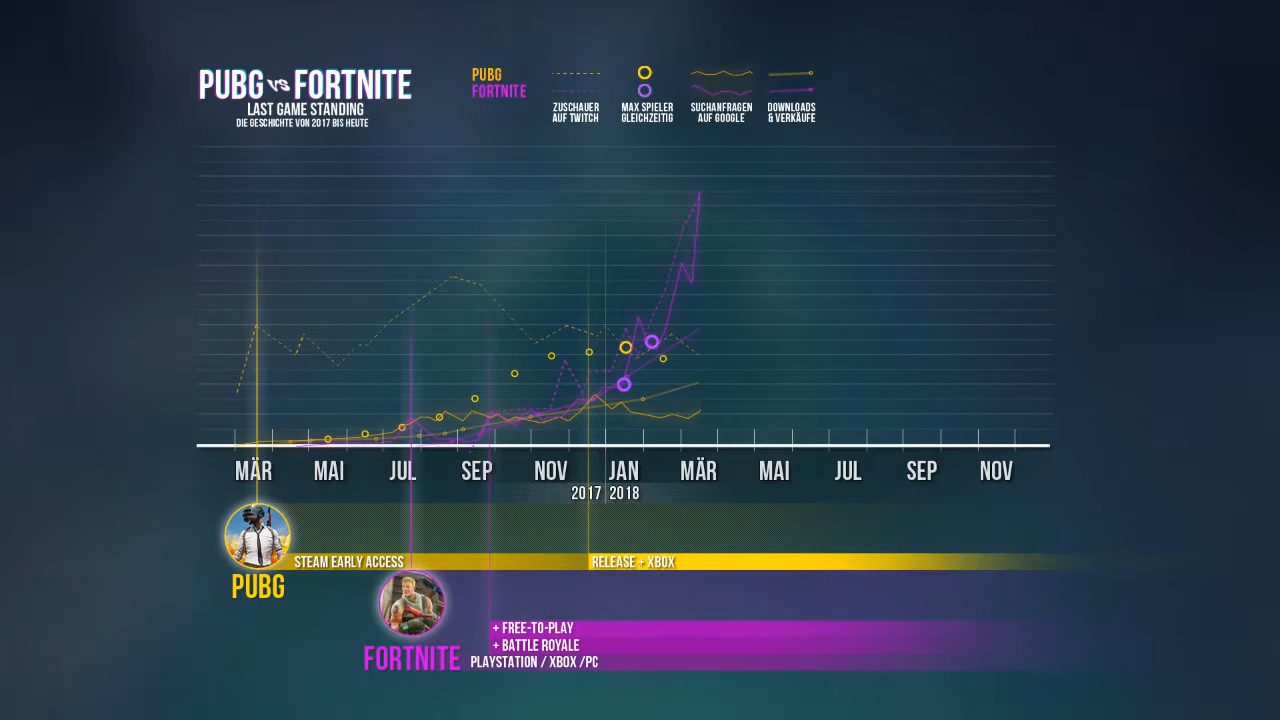 PUBG VS FORTNITE
LAST GAME STANDING
DIE GESCHICHTE VON 2017 BIS HEUTE
PUBG
FORTNITE
ZUSCHAUER
AUF TWITCH
MAX SPIELER
GLEICHZEITIG
SUCHANFRAGEN
AUF GOOGLE
DOWNLOADS
& VERKÄUFE
MÄR MAI JUL SEP NOV JAN MÄR MAI JUL SEP NOV
2017 2018
STEAM EARLY ACCESS
RELEASE + XBOX
PUBG
+ FREE-TO-PLAY
+ BATTLE ROYALE
FORTNITE
PLAYSTATION / XBOX /PC